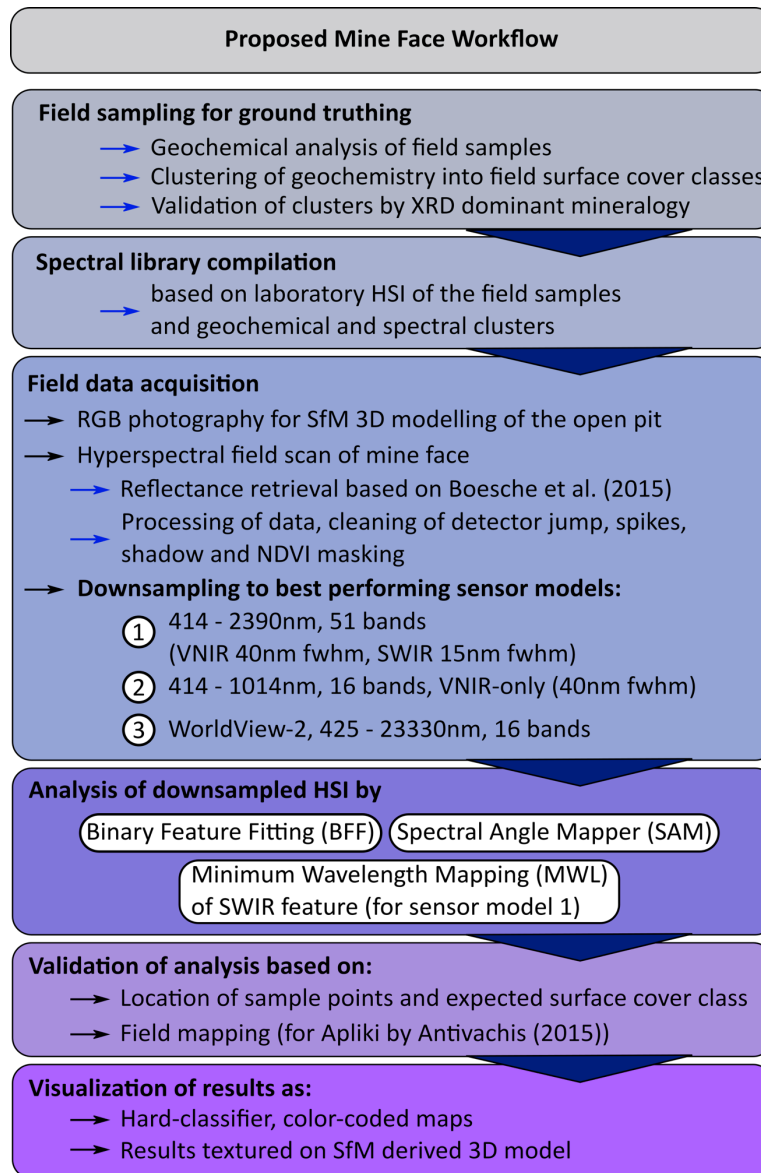 Proposed Mine Face Workflow
Field sampling for ground truthing
Geochemical analysis of field samples
Clustering of geochemistry into field surface cover classes
Validation of clusters by XRD dominant mineralogy
Spectral library compilation
based on laboratory HSI of the field samples
and geochemical and spectral clusters
Field data acquisition
RGB photography for SfM 3D modelling of the open pit
Hyperspectral field scan of mine face
Reflectance retrieval based on Boesche et al. (2015)
Processing of data, cleaning of detector jump, spikes,
shadow and NDVI masking
Downsampling to best performing sensor models:
1 414 - 2390nm, 51 bands
(VNIR 40nm fwhm, SWIR 15nm fwhm)
2 414 - 1014nm, 16 bands, VNIR-only (40nm fwhm)
3 WorldView-2, 425 - 23330nm, 16 bands
Analysis of downsampled HSI by
Binary Feature Fitting (BFF) Spectral Angle Mapper (SAM)
Minimum Wavelength Mapping (MWL)
of SWIR feature (for sensor model 1)
Validation of analysis based on:
Location of sample points and expected surface cover class
Field mapping (for Apliki by Antivachis (2015))
Visualization of results as:
Hard-classifier, color-coded maps
Results textured on SfM derived 3D model